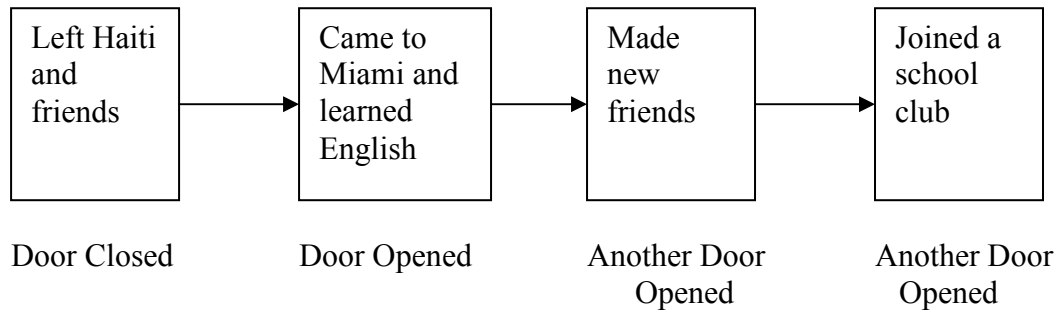 Left Haiti
and
friends
Came to
Miami and
learned
English
Made
new
friends
Joined a
school
club
Door Closed
Door Opened
Another Door
Opened
Another Door
Opened